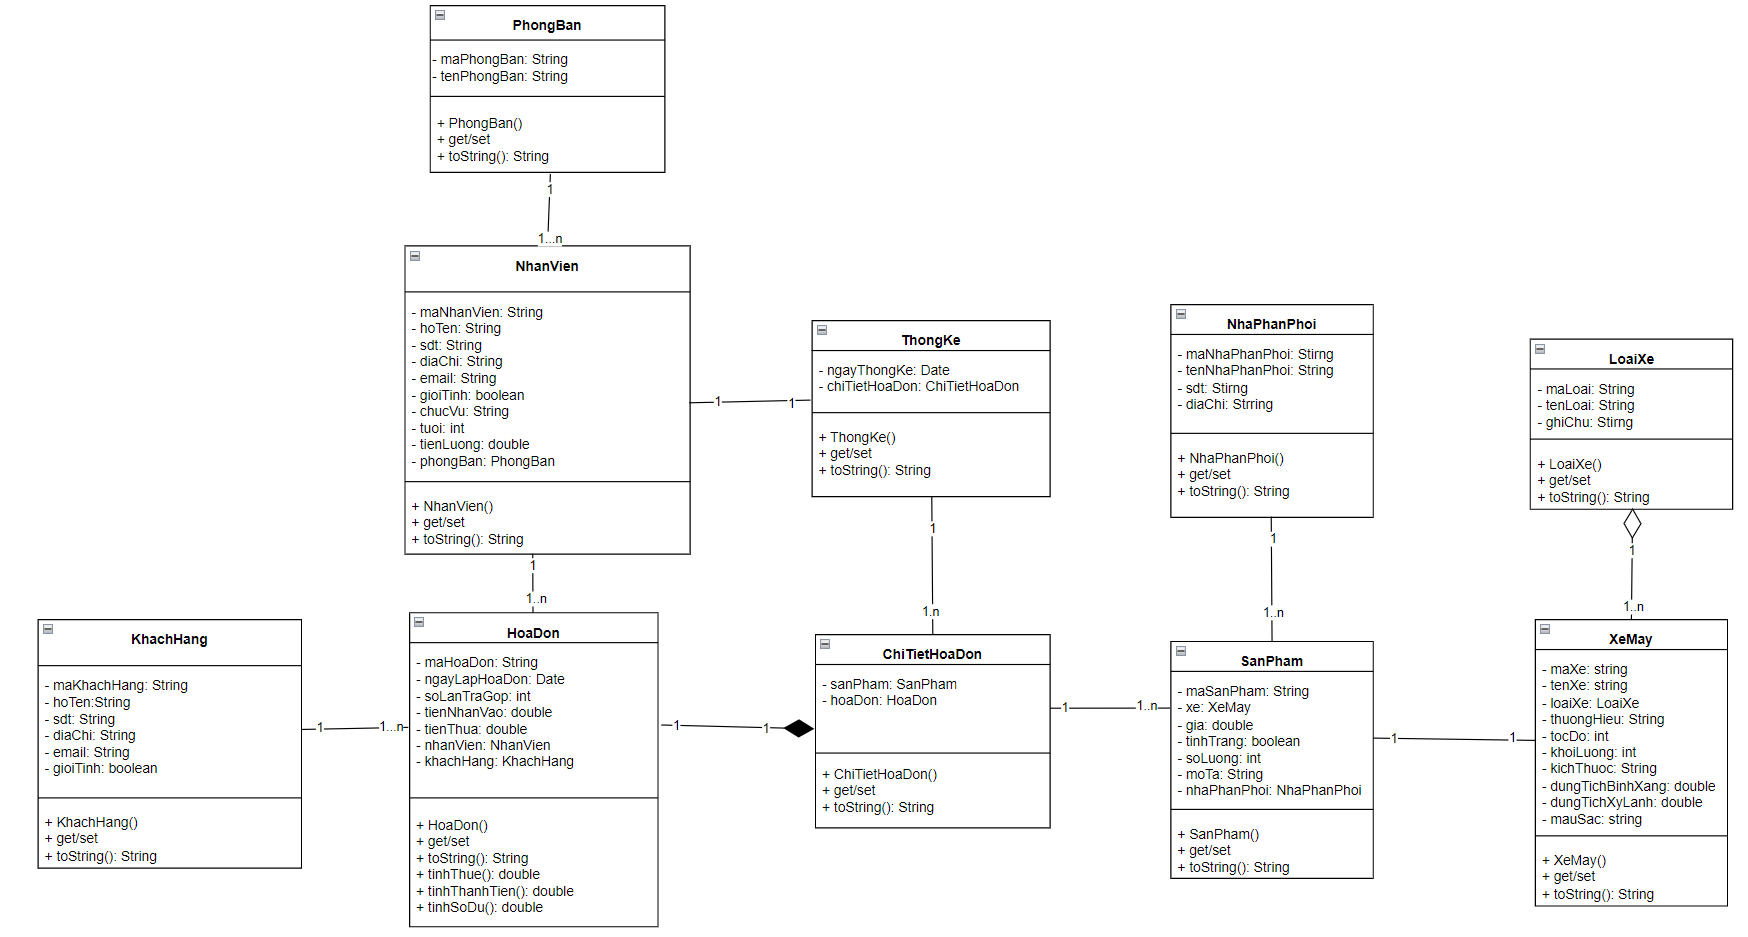 PhongBan
- maPhongBan: String
- tenPhongBan: String
+ PhongBan()
+ get/set
+ toString(): String
1
1...n
NhanVien
- maNhanVien: String
- hoTen: String
- sdt: String
- diaChi: String
- email: String
- gioiTinh: boolean
- chucVu: String
- tuoi: int
- tienLuong: double
- phongBan: PhongBan
+ NhanVien()
+ get/set
+ toString(): String
1
1
ThongKe
- ngayThongKe: Date
- chiTietHoaDon: ChiTietHoaDon
+ ThongKe()
+ get/set
+ toString(): String
NhaPhanPhoi
- maNhaPhanPhoi: Stirng
- tenNhaPhanPhoi: String
- sdt: Stirng
- diaChi: Strring
+ NhaPhanPhoi()
+ get/set
+ toString(): String
LoaiXe
- maLoai: String
- tenLoai: String
- ghiChu: Stirng
+ LoaiXe()
+ get/set
+ toString(): String
1
1..n
1
1.n
1
1..n
1
1..n
KhachHang
- maKhachHang: String
- hoTen:String
- sdt: String
- diaChi: String
- email: String
- gioiTinh: boolean
+ KhachHang()
+ get/set
+ toString(): String
1
1...n
HoaDon
- maHoaDon: String
- ngayLapHoaDon: Date
- soLanTraGop: int
- tienNhanVao: double
- tienThua: double
- nhanVien: NhanVien
- khachHang: KhachHang
+ HoaDon()
+ get/set
+ toString(): String
+ tinhThue(): double
+ tinhThanhTien(): double
+ tinhSoDu(): double
1
1
ChiTietHoaDon
- sanPham: SanPham
- hoaDon: HoaDon
+ ChiTietHoaDon()
+ get/set
+ toString(): String
1
1..n
SanPham
- maSanPham: String
- xe: XeMay
- gia: double
- tinhTrang: boolean
- soLuong: int
- moTa: String
- nhaPhanPhoi: NhaPhanPhoi
+ SanPham()
+ get/set
+ toString(): String
1
1
XeMay
- maXe: string
- tenXe: string
- loaiXe: LoaiXe
- thuongHieu: String
- tocDo: int
- khoiLuong: int
- kichThuoc: String
- dungTichBinhXang: double
- dungTichXyLanh: double
- mauSac: string
+ XeMay()
+ get/set
+ toString(): String